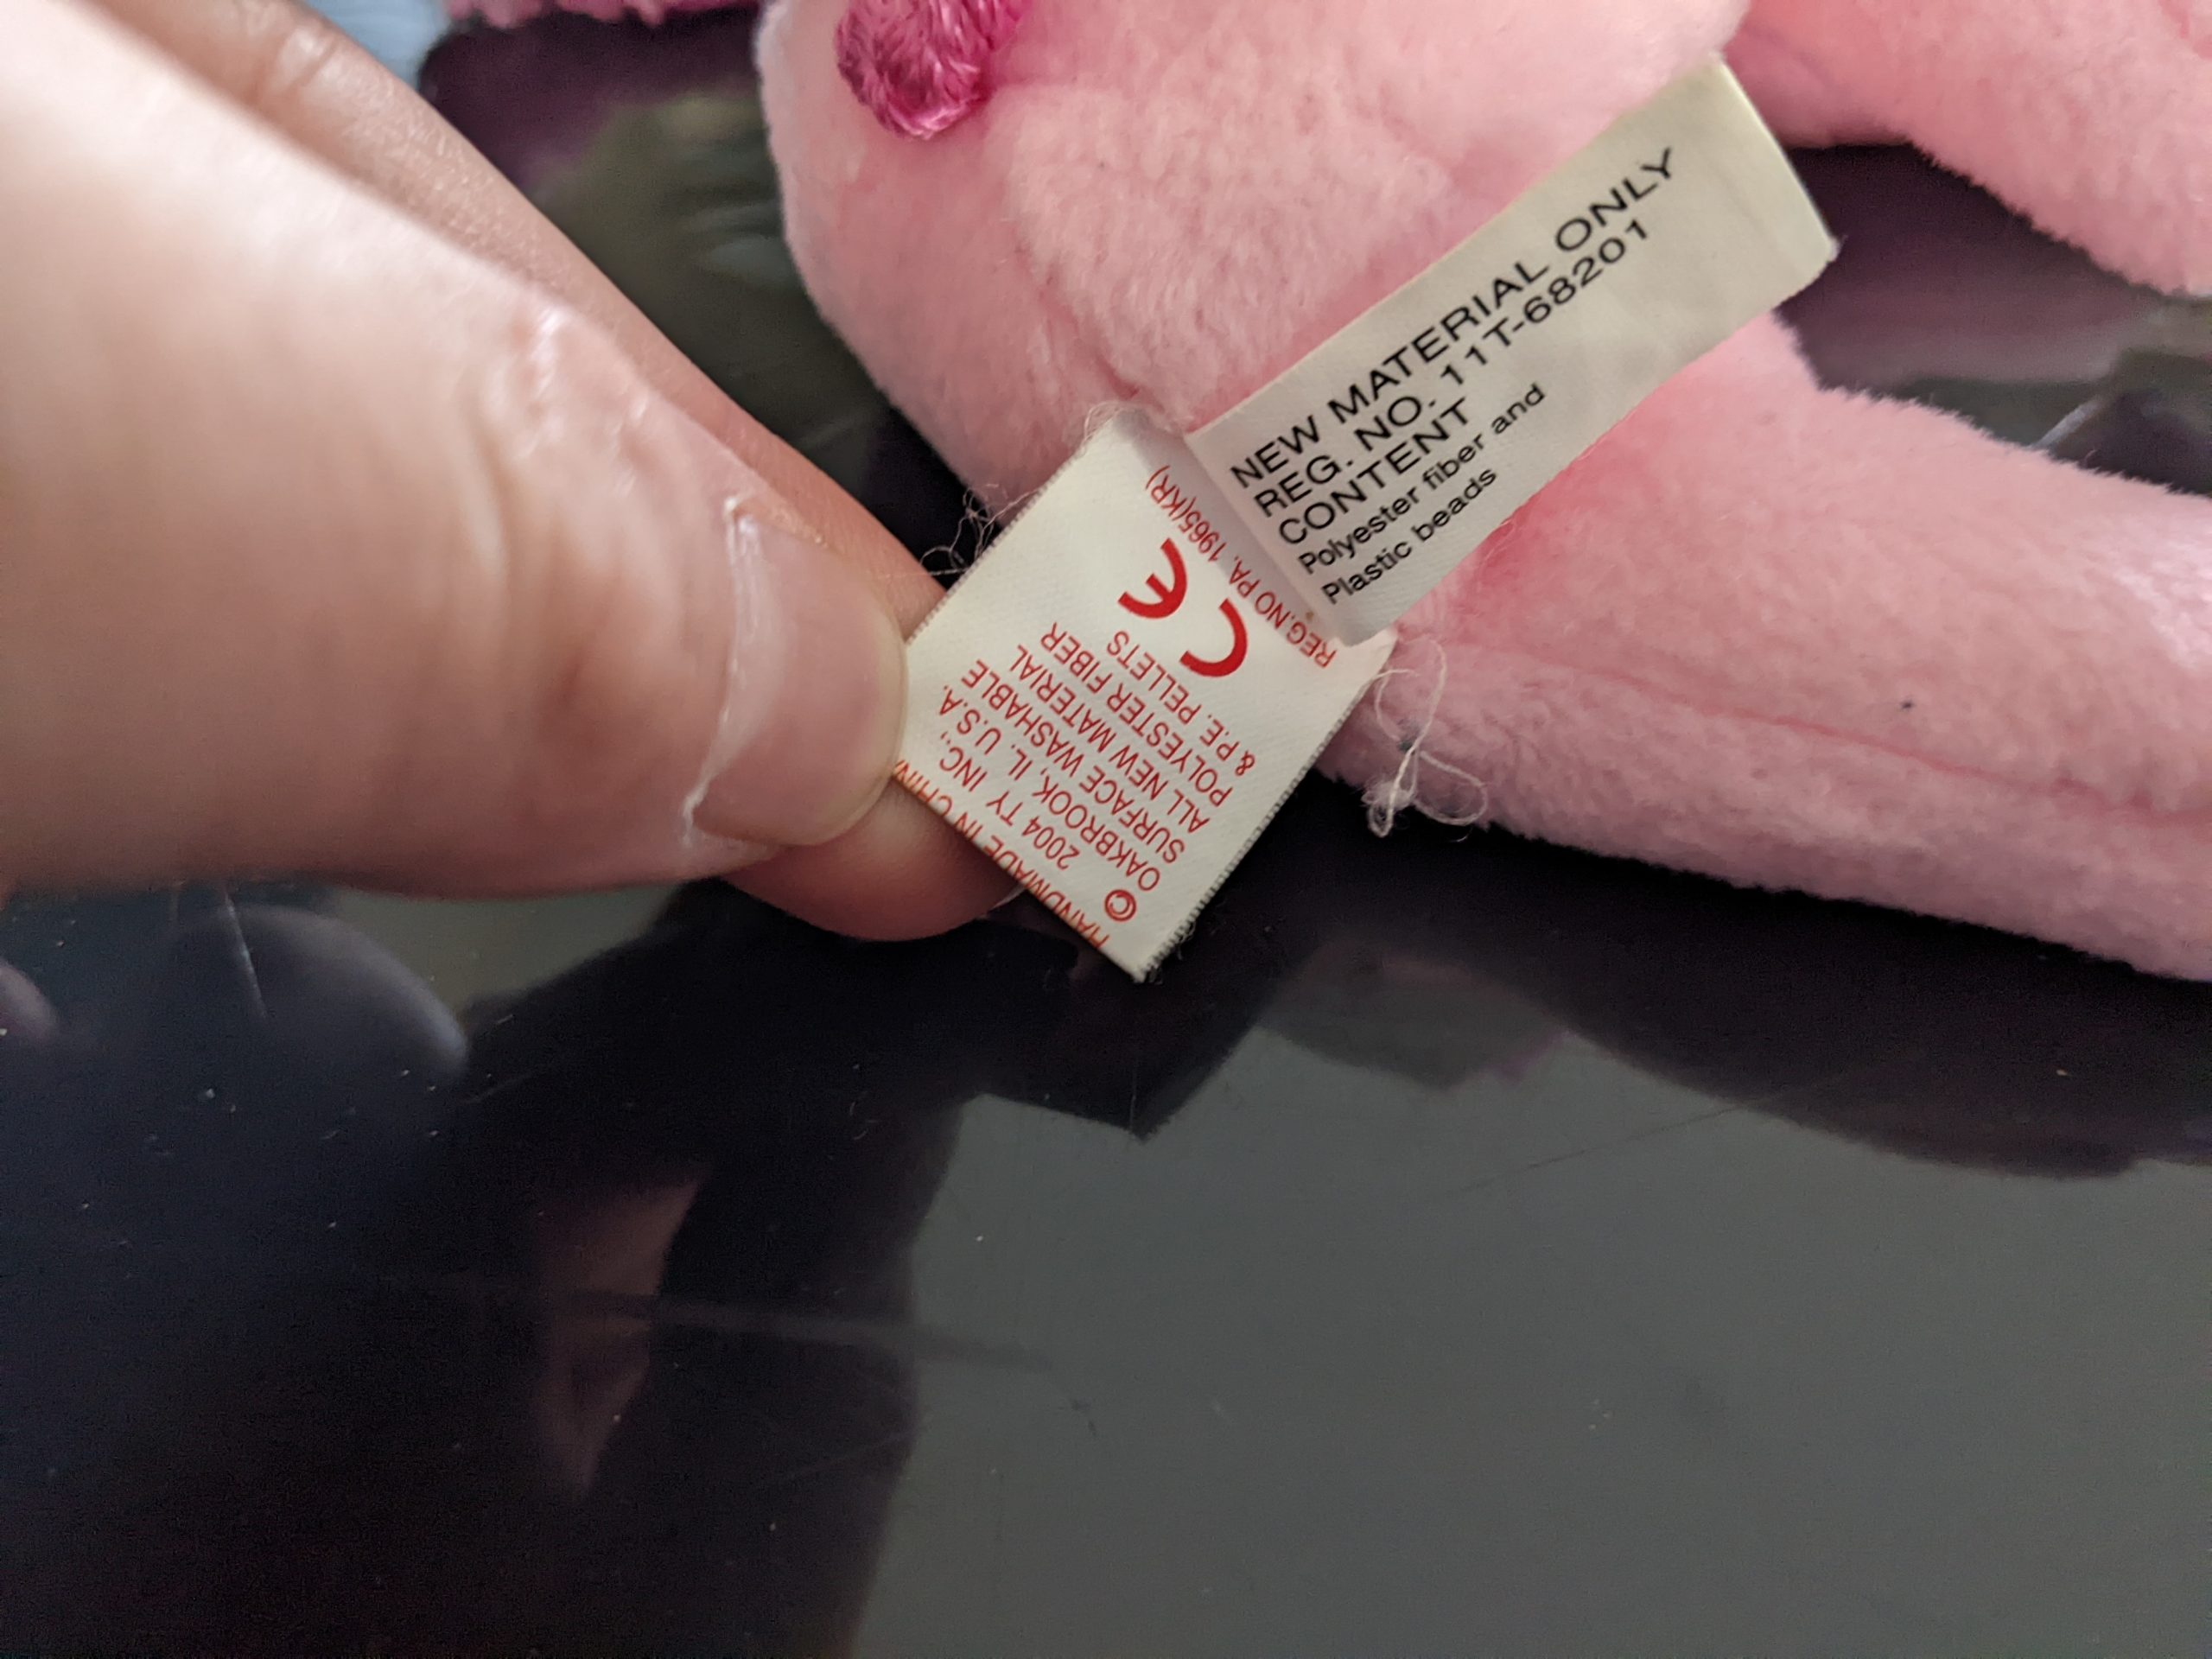 NEW MATERIAL ONLY
REG. NO. 11T-68201
CONTENT
Polyester fiber and
Plastic beads
HANDMADE IN
© 2004 TY INC.,
OAKBROOK, IL, U.S.A.
SURFACE WASHABLE
ALL NEW MATERIAL
POLYESTER FIBER
& P.E. PELLETS
CE
REG.NO PA. 1965(KR)